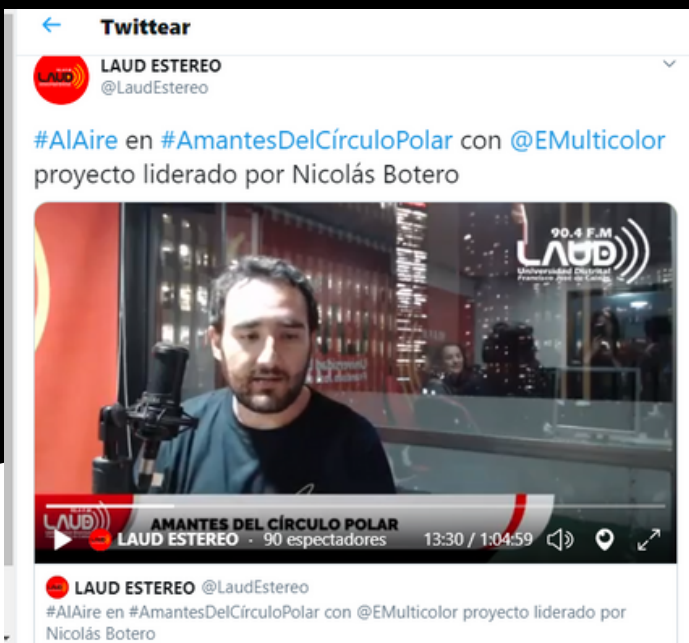 Twittear
LAUD ESTEREO
@LaudEstereo
#AlAire en #AmantesDelCírculoPolar con @EMulticolor
proyecto liderado por Nicolás Botero
LAUD
90.4 F.M
LAUD
Universidad Distrital
Francisco José de Caldas
LAUD
AMANTES DEL CÍRCULO POLAR
LAUD ESTEREO · 90 espectadores
13:30 / 1:04:59
LAUD ESTEREO @LaudEstereo
#AlAire en #AmantesDelCírculoPolar con @EMulticolor proyecto liderado por
Nicolás Botero